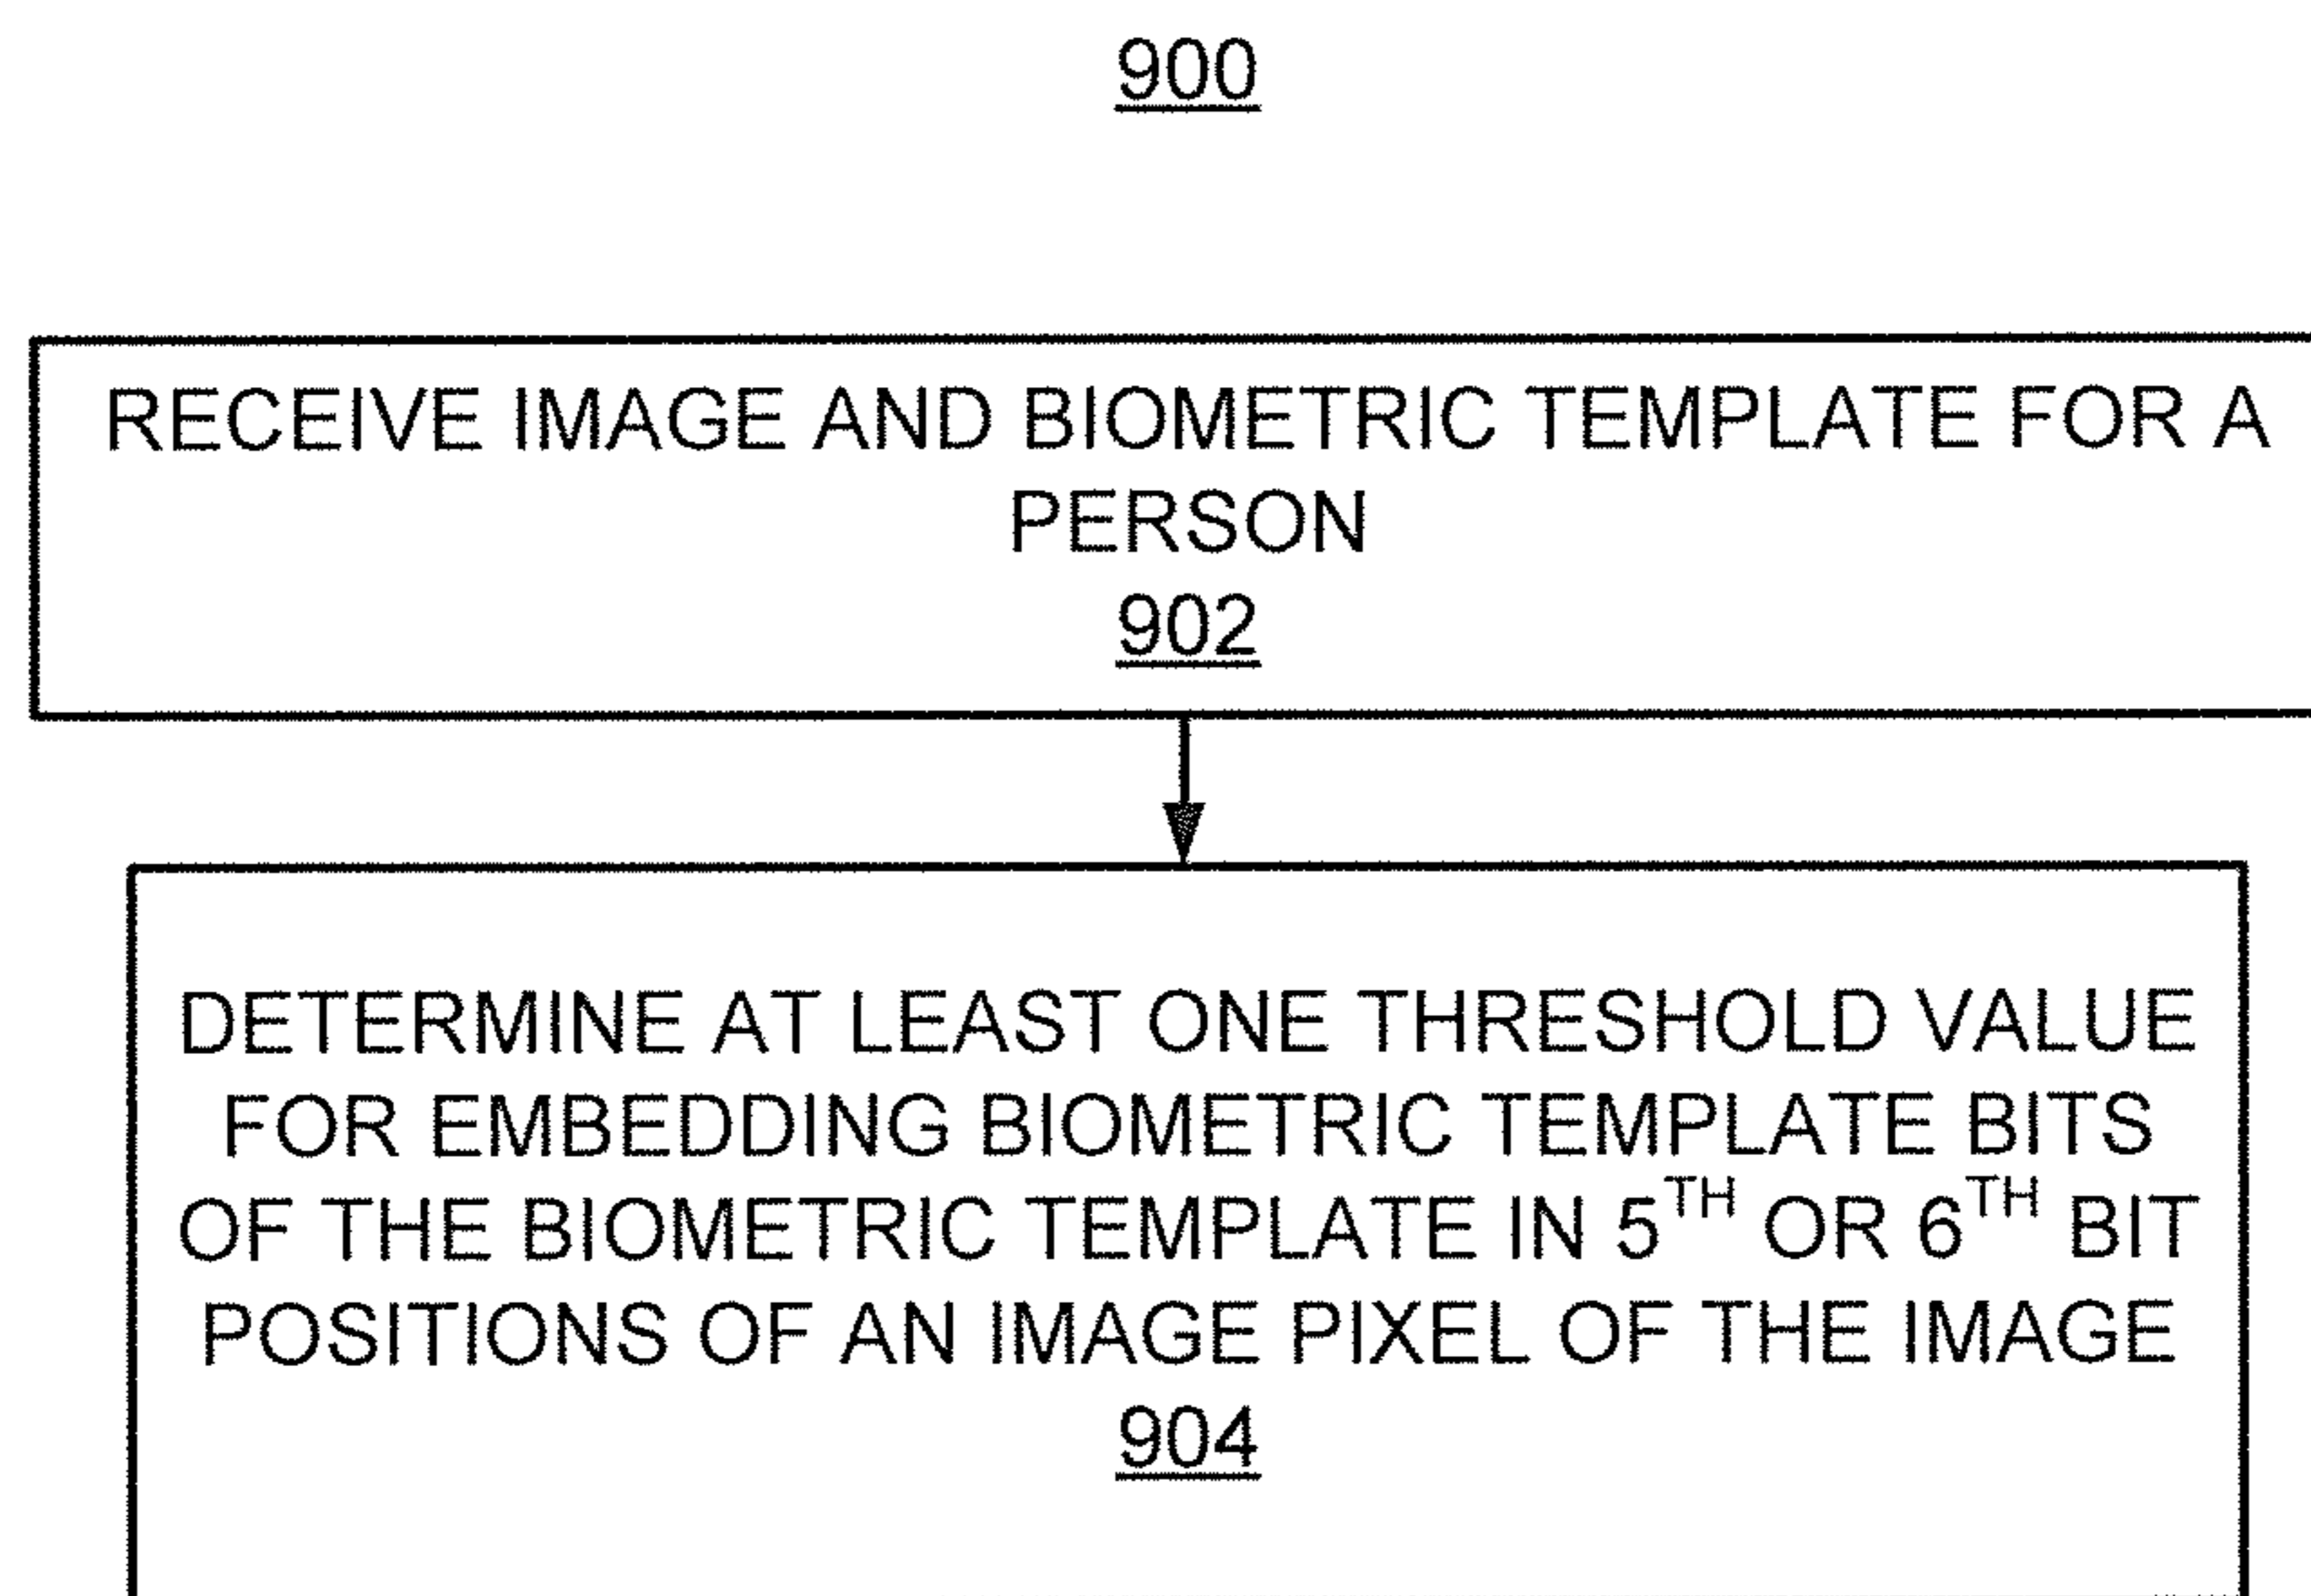 900
RECEIVE IMAGE AND BIOMETRIC TEMPLATE FOR A
PERSON
902
DETERMINE AT LEAST ONE THRESHOLD VALUE
FOR EMBEDDING BIOMETRIC TEMPLATE BITS
OF THE BIOMETRIC TEMPLATE IN 5TH OR 6TH BIT
POSITIONS OF AN IMAGE PIXEL OF THE IMAGE
904